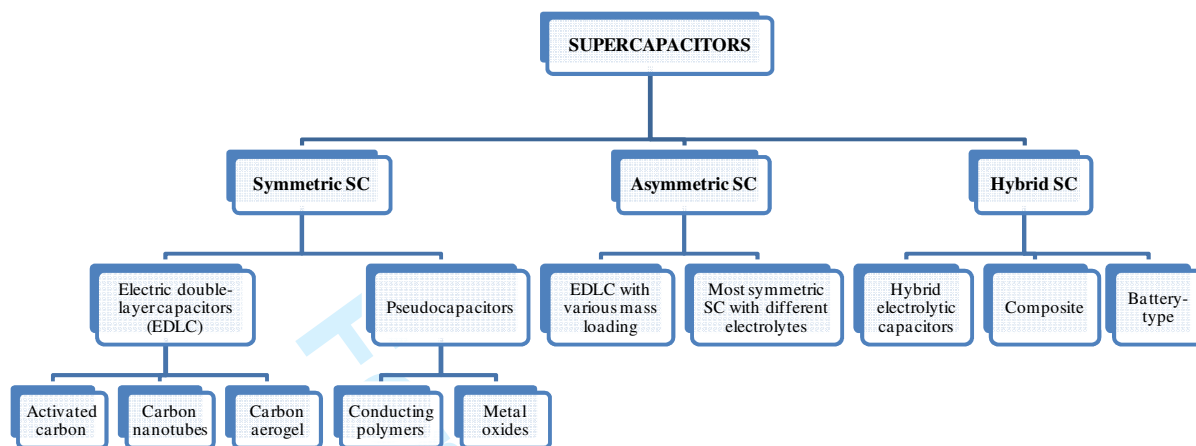 SUPERCAPACITORS
Symmetric SC
Asymmetric SC
Hybrid SC
Electric double-
layer capacitors
(EDLC)
Pseudocapacitors
EDLC with
various mass
loading
Most symmetric
SC with different
electrolytes
Hybrid
electrolytic
capacitors
Composite
Battery-
type
Activated
carbon
Carbon
nanotubes
Carbon
aerogel
Conducting
polymers
Metal
oxides